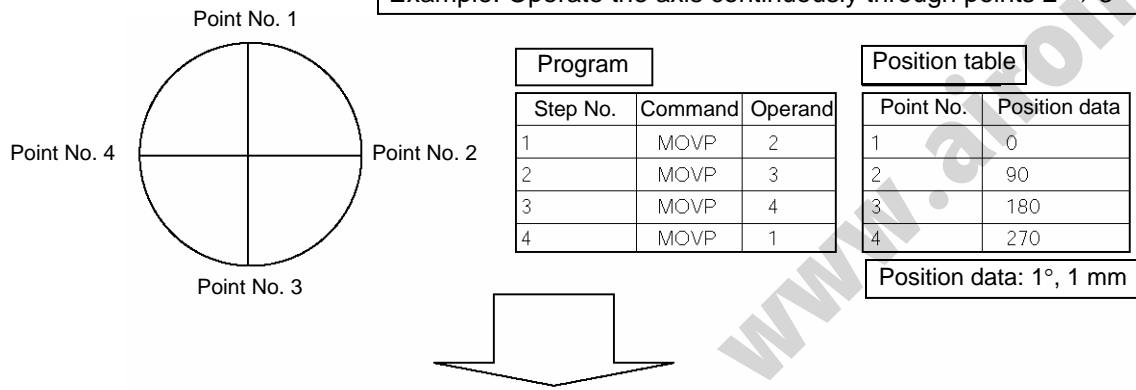 Example: Operate the axis continuously through points 2 → 3
Point No. 1
Point No. 4
Point No. 2
Point No. 3
Program
Step No. Command Operand
1 MOVP 2
2 MOVP 3
3 MOVP 4
4 MOVP 1
Position table
Point No. Position data
1 0
2 90
3 180
4 270
Position data: 1°, 1 mm